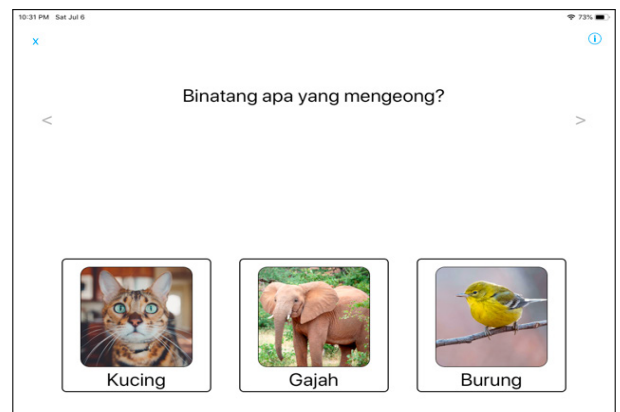 10:31 PM Sat Jul 6
73%
x
Binatang apa yang mengeong?
<
>
Kucing
Gajah
Burung